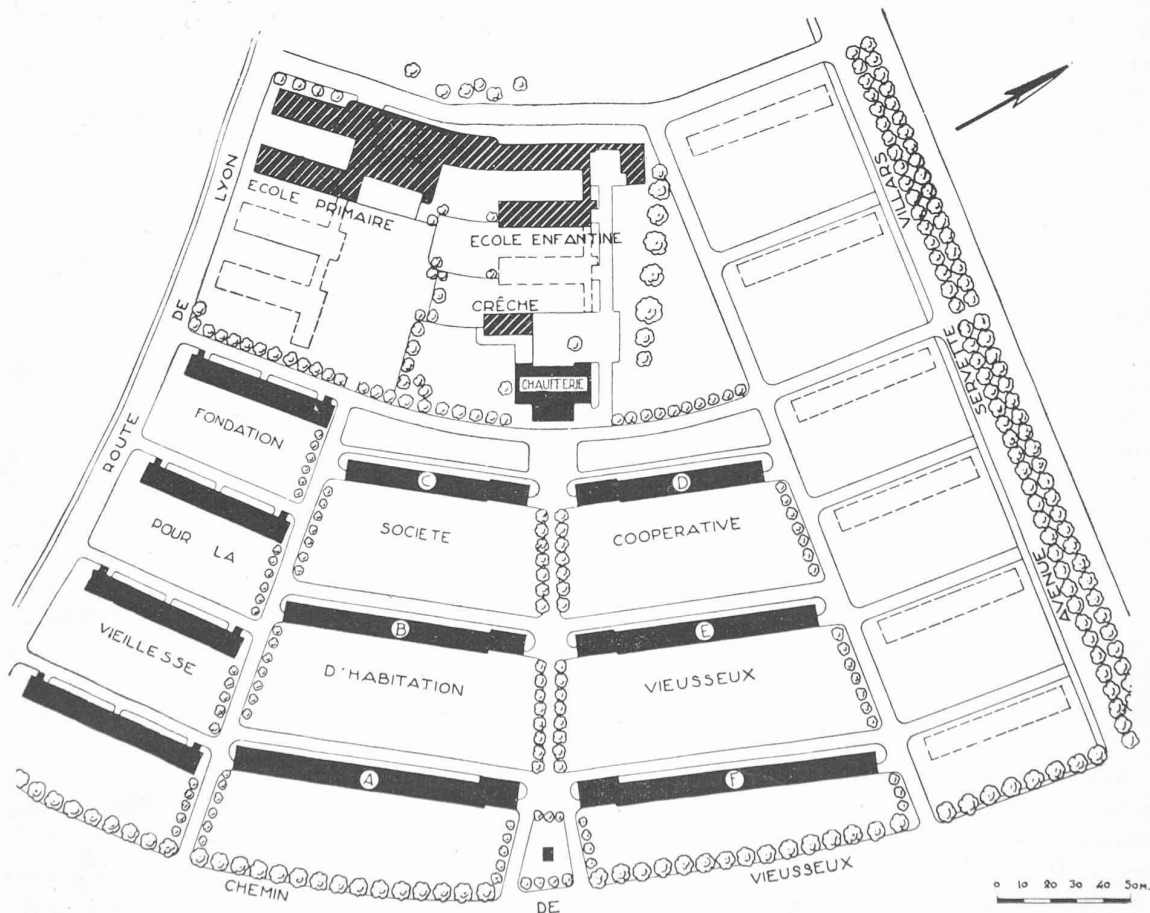 ROUTE DE LYON
ECOLE PRIMAIRE
ECOLE ENFANTINE
CRÊCHE
CHAUFFERIE
AVENUE SERVETTE VILLARS
FONDATION
POUR LA
VIEILLESSE
C
D
SOCIETE
COOPERATIVE
B
E
D'HABITATION
VIEUSSEUX
A
F
CHEMIN DE VIEUSSEUX
0 10 20 30 40 50M.